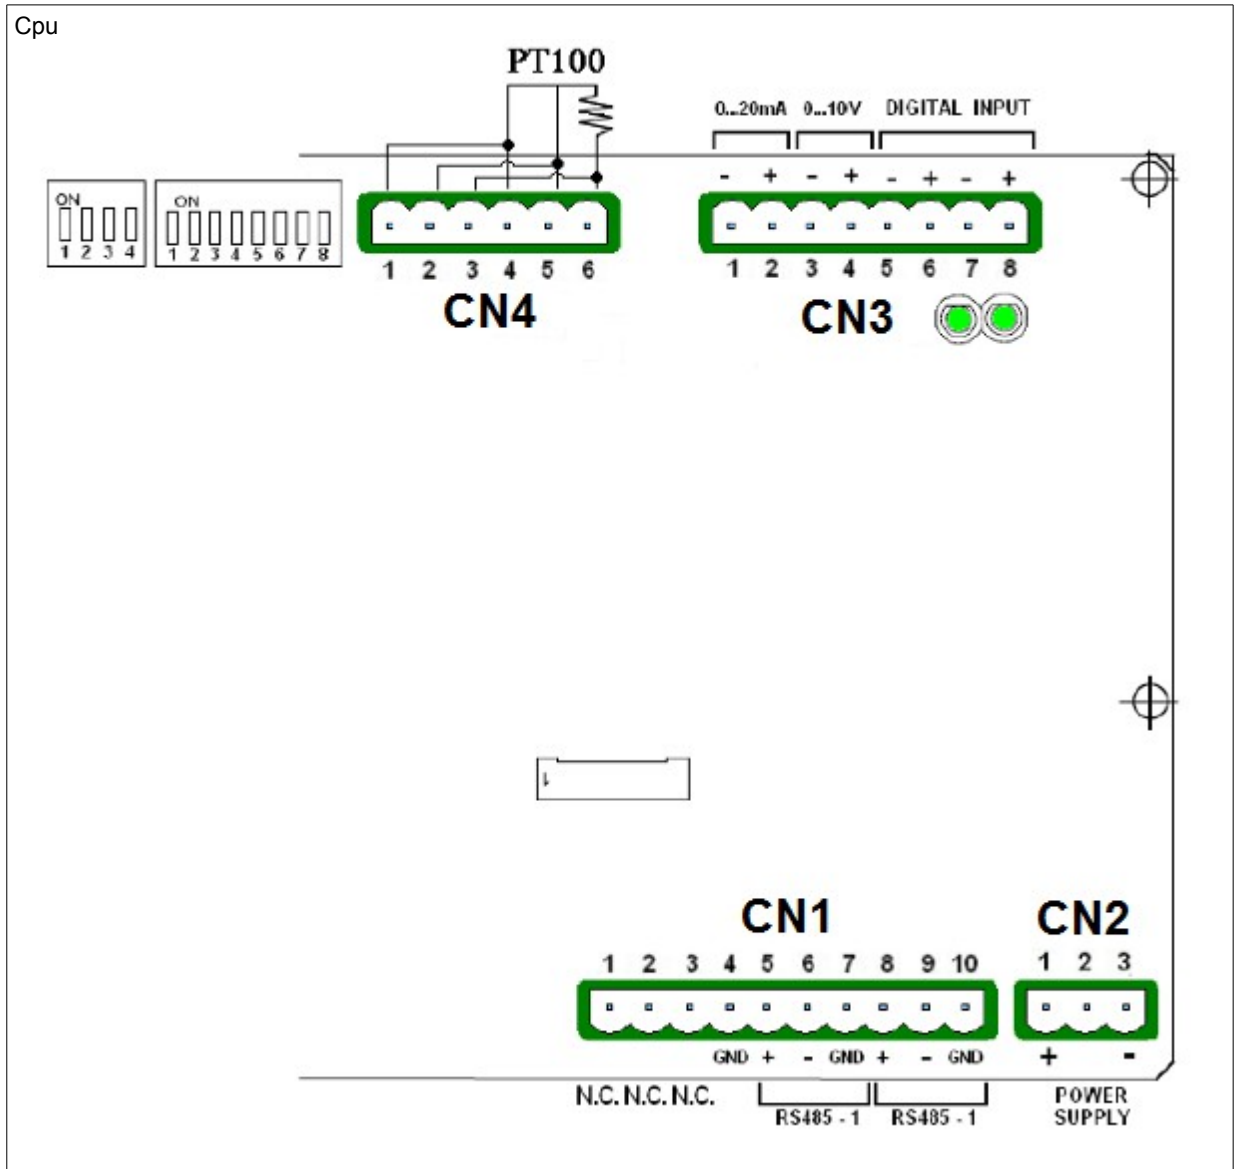 Cpu
PT100
0...20mA 0...10V DIGITAL INPUT
- + - + - + - +
ON
1 2 3 4
ON
1 2 3 4 5 6 7 8
1 2 3 4 5 6
CN4
1 2 3 4 5 6 7 8
CN3
1
CN1
1 2 3 4 5 6 7 8 9 10
GND + - GND + - GND
N.C. N.C. N.C.
RS485 - 1 RS485 - 1
CN2
1 2 3
+ -
POWER
SUPPLY